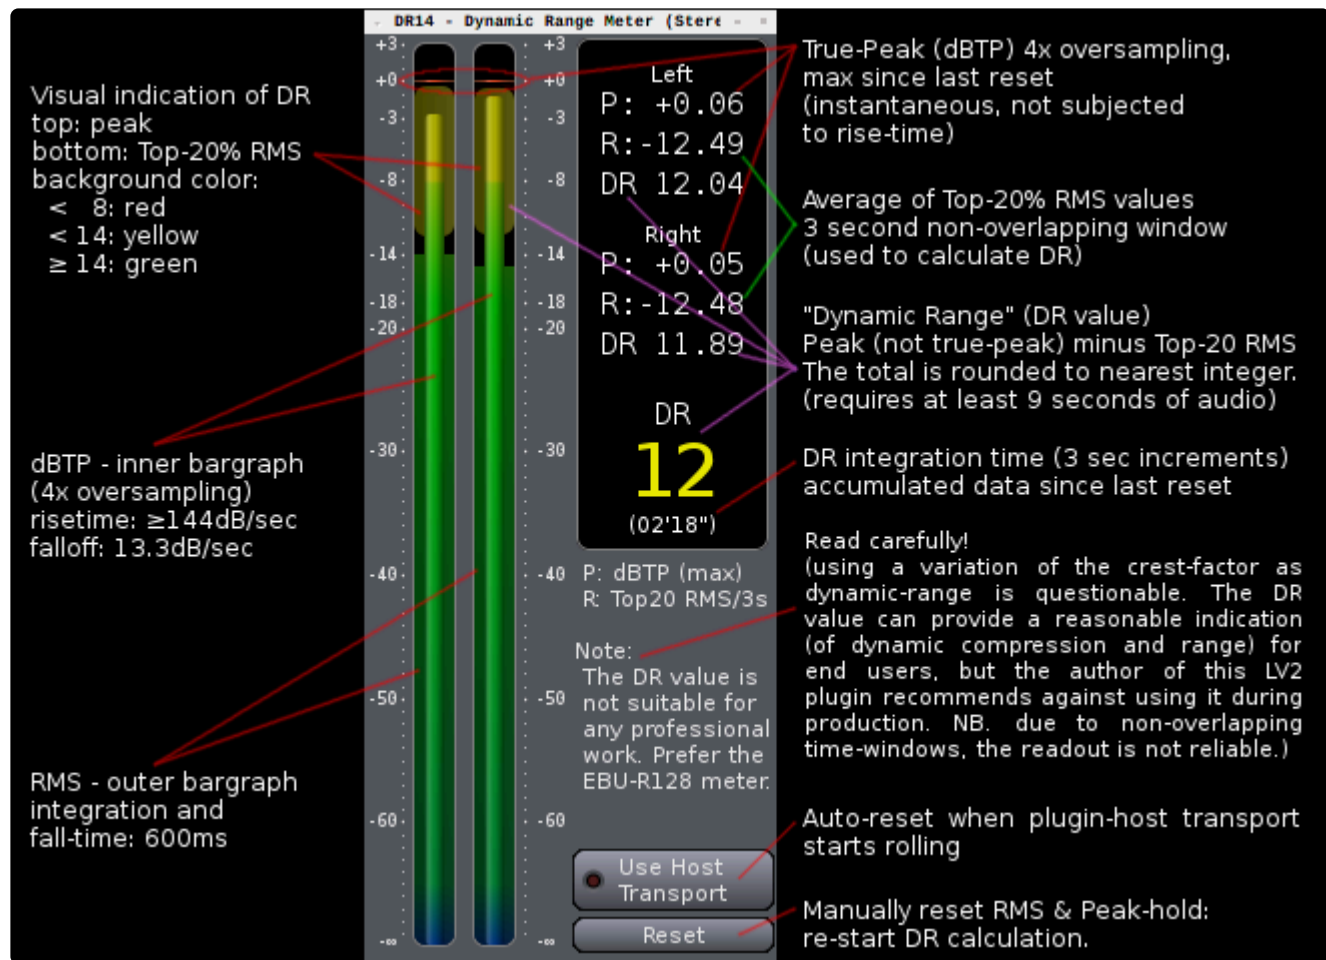 DR14 - Dynamic Range Meter (Stere
Visual indication of DR
top: peak
bottom: Top-20% RMS
background color:
< 8: red
< 14: yellow
≥ 14: green
dBTP - inner bargraph
(4x oversampling)
risetime: ≥144dB/sec
falloff: 13.3dB/sec
RMS - outer bargraph
integration and
fall-time: 600ms
+3
+0
-3
-8
-14
-18
-20
-30
-40
-50
-60
-∞
+3
+0
-3
-8
-14
-18
-20
-30
-40
-50
-60
-∞
Left
P: +0.06
R:-12.49
DR 12.04
Right
P: +0.05
R:-12.48
DR 11.89
DR
12
(02'18")
P: dBTP (max)
R: Top20 RMS/3s
Note:
The DR value is
not suitable for
any professional
work. Prefer the
EBU-R128 meter.
Use Host
Transport
Reset
True-Peak (dBTP) 4x oversampling,
max since last reset
(instantaneous, not subjected
to rise-time)
Average of Top-20% RMS values
3 second non-overlapping window
(used to calculate DR)
"Dynamic Range" (DR value)
Peak (not true-peak) minus Top-20 RMS
The total is rounded to nearest integer.
(requires at least 9 seconds of audio)
DR integration time (3 sec increments)
accumulated data since last reset
Read carefully!
(using a variation of the crest-factor as
dynamic-range is questionable. The DR
value can provide a reasonable indication
(of dynamic compression and range) for
end users, but the author of this LV2
plugin recommends against using it during
production. NB. due to non-overlapping
time-windows, the readout is not reliable.)
Auto-reset when plugin-host transport
starts rolling
Manually reset RMS & Peak-hold:
re-start DR calculation.